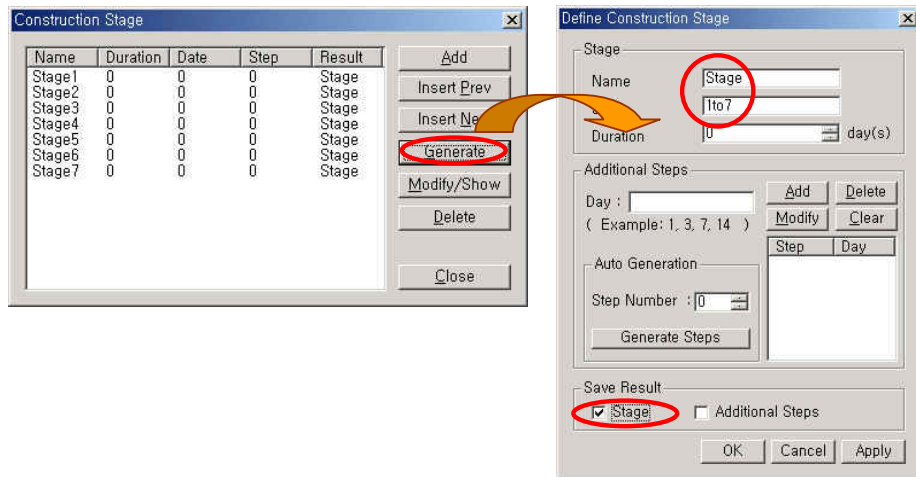 Construction Stage
Name Duration Date Step Result
Stage1 0 0 0 Stage
Stage2 0 0 0 Stage
Stage3 0 0 0 Stage
Stage4 0 0 0 Stage
Stage5 0 0 0 Stage
Stage6 0 0 0 Stage
Stage7 0 0 0 Stage
Add
Insert Prev
Insert
Generate
Modify/Show
Delete
Close
Define Construction Stage
Stage
Name Stage
1to7
Duration 0 day(s)
Additional Steps
Day :
( Example: 1, 3, 7, 14 )
Add Delete
Modify Clear
Step Day
Auto Generation
Step Number : 0
Generate Steps
Save Result
Stage Additional Steps
OK Cancel Apply